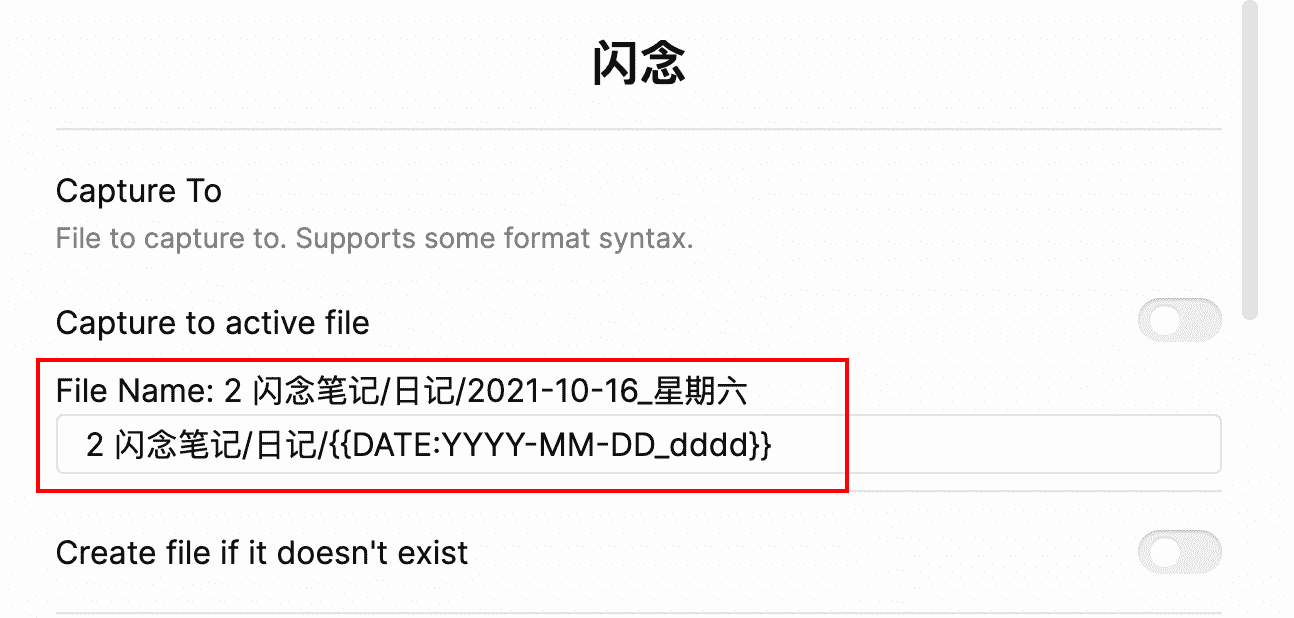 闪念
Capture To
File to capture to. Supports some format syntax.
Capture to active file
File Name: 2 闪念笔记/日记/2021-10-16_星期六
2 闪念笔记/日记/{{DATE:YYYY-MM-DD_dddd}}
Create file if it doesn't exist